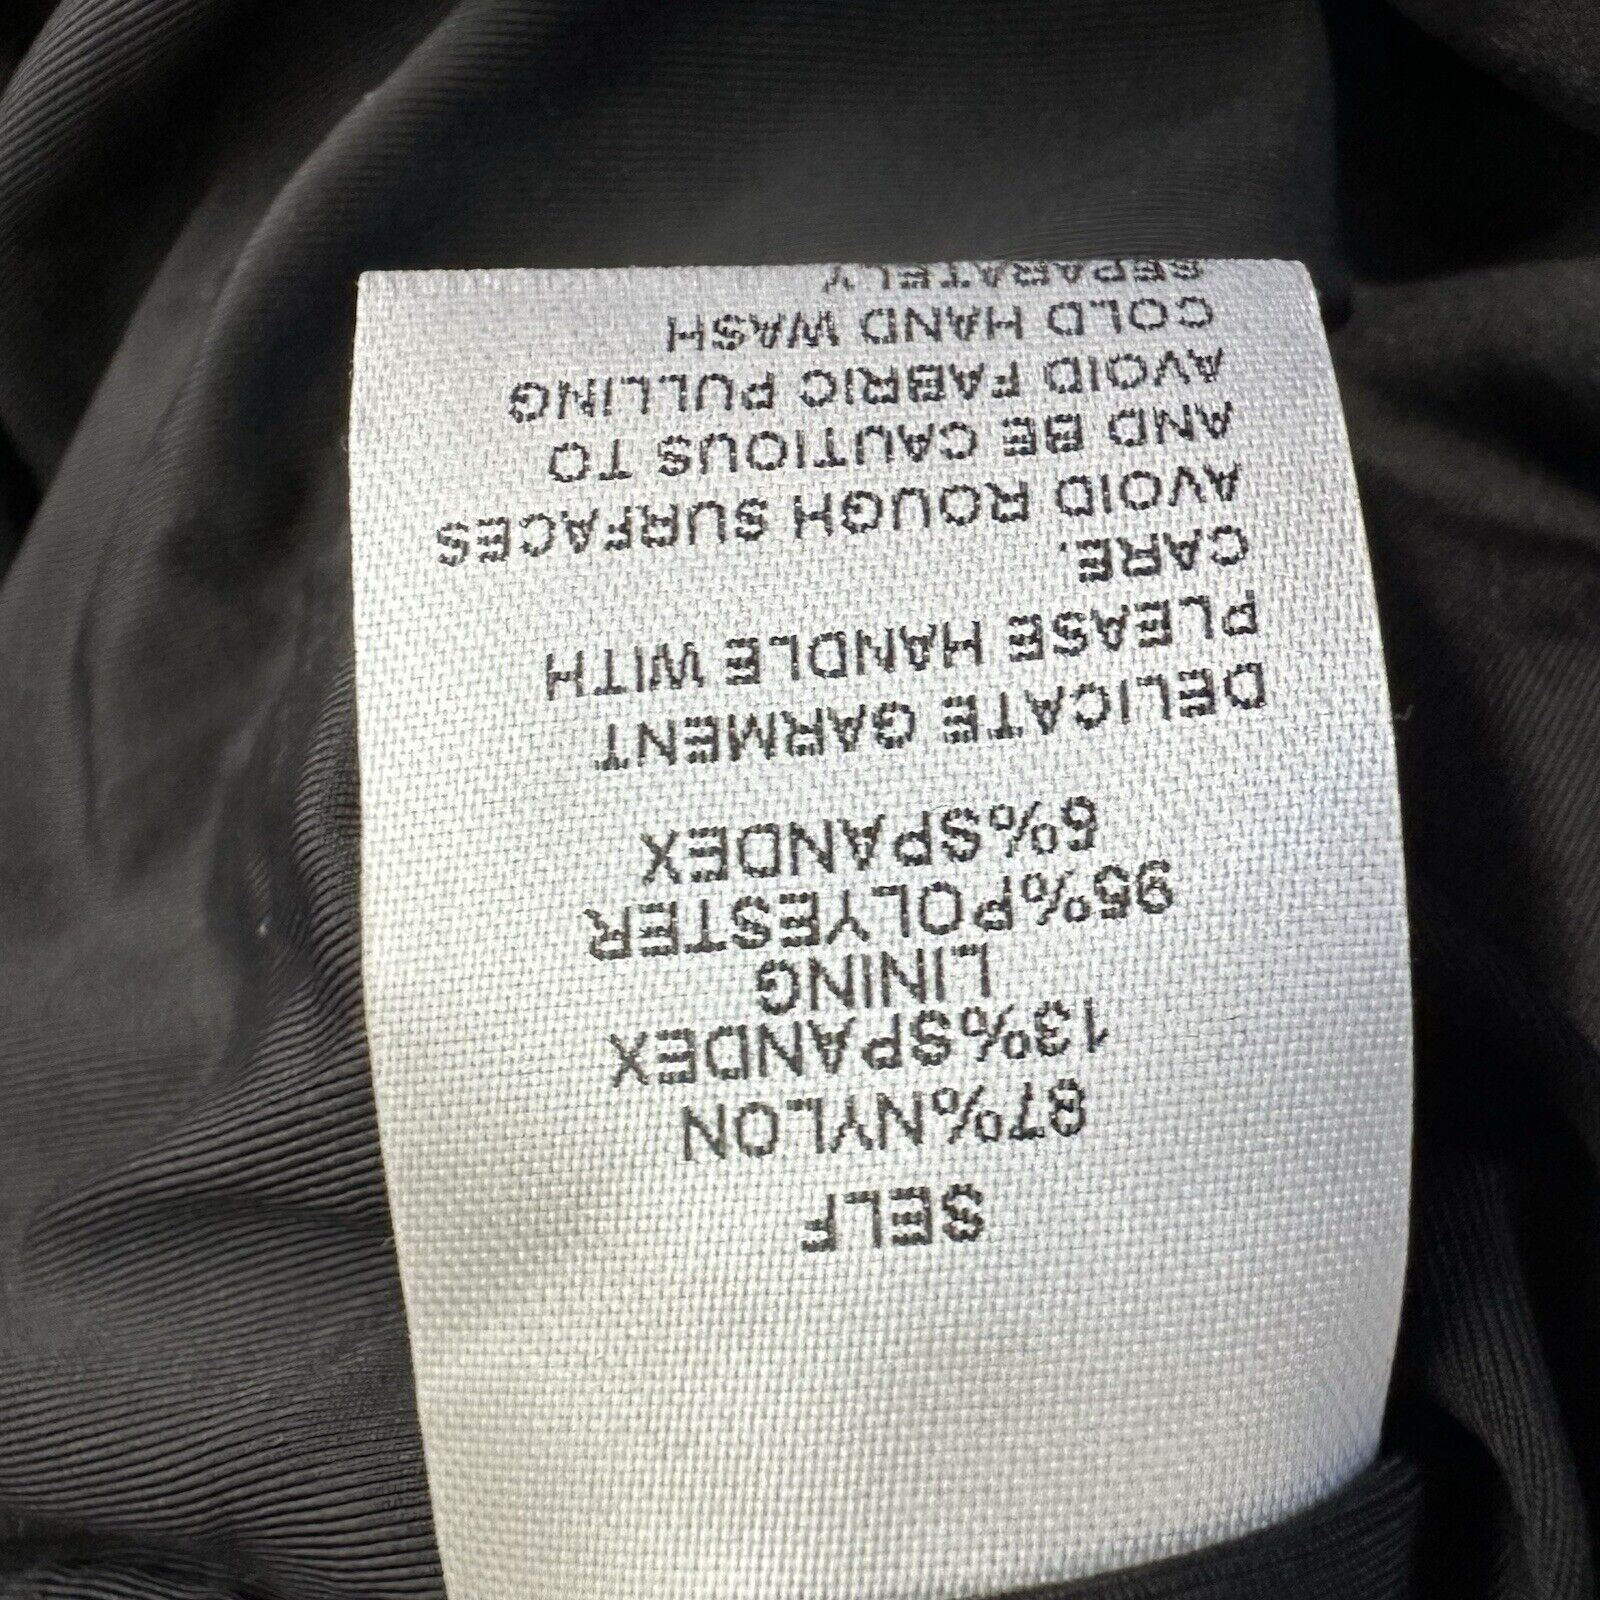 SELF
87%NYLON
13%SPANDEX
LINING
95%POLYESTER
5%SPANDEX
DELICATE GARMENT
PLEASE HANDLE WITH
CARE.
AVOID ROUGH SURFACES
AND BE CAUTIOUS TO
AVOID FABRIC PULLING
COLD HAND WASH
SEPARATELY